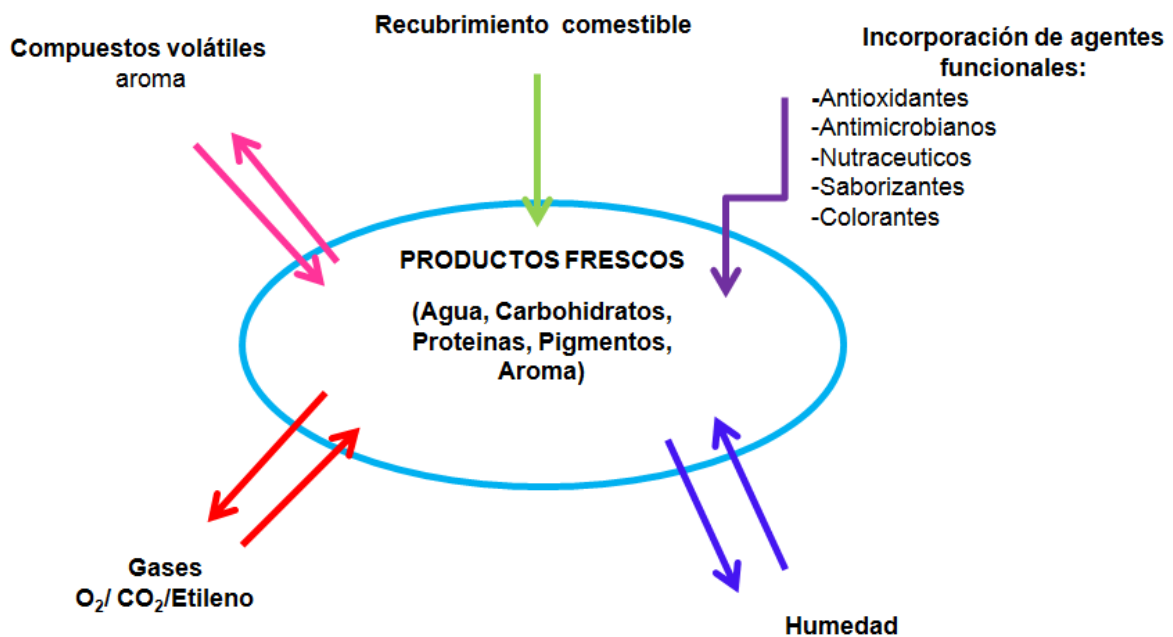 Recubrimiento comestible
Compuestos volátiles
aroma
Incorporación de agentes
funcionales:
-Antioxidantes
-Antimicrobianos
-Nutraceuticos
-Saborizantes
-Colorantes
PRODUCTOS FRESCOS
(Agua, Carbohidratos,
Proteinas, Pigmentos,
Aroma)
Gases
O₂/ CO₂/Etileno
Humedad